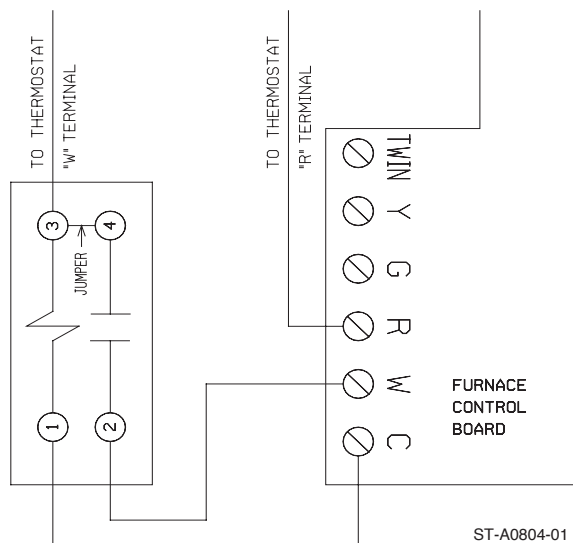 TO THERMOSTAT
"W" TERMINAL
TO THERMOSTAT
"R" TERMINAL
TWIN
Y
G
R
W
C
3
4
JUMPER
1
2
FURNACE
CONTROL
BOARD
ST-A0804-01